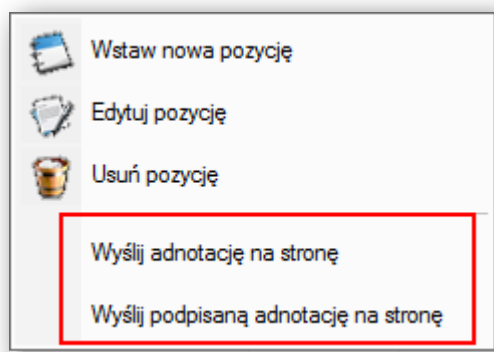 Wstaw nowa pozycję
Edytuj pozycję
Usuń pozycję
Wyślij adnotację na stronę
Wyślij podpisaną adnotację na stronę